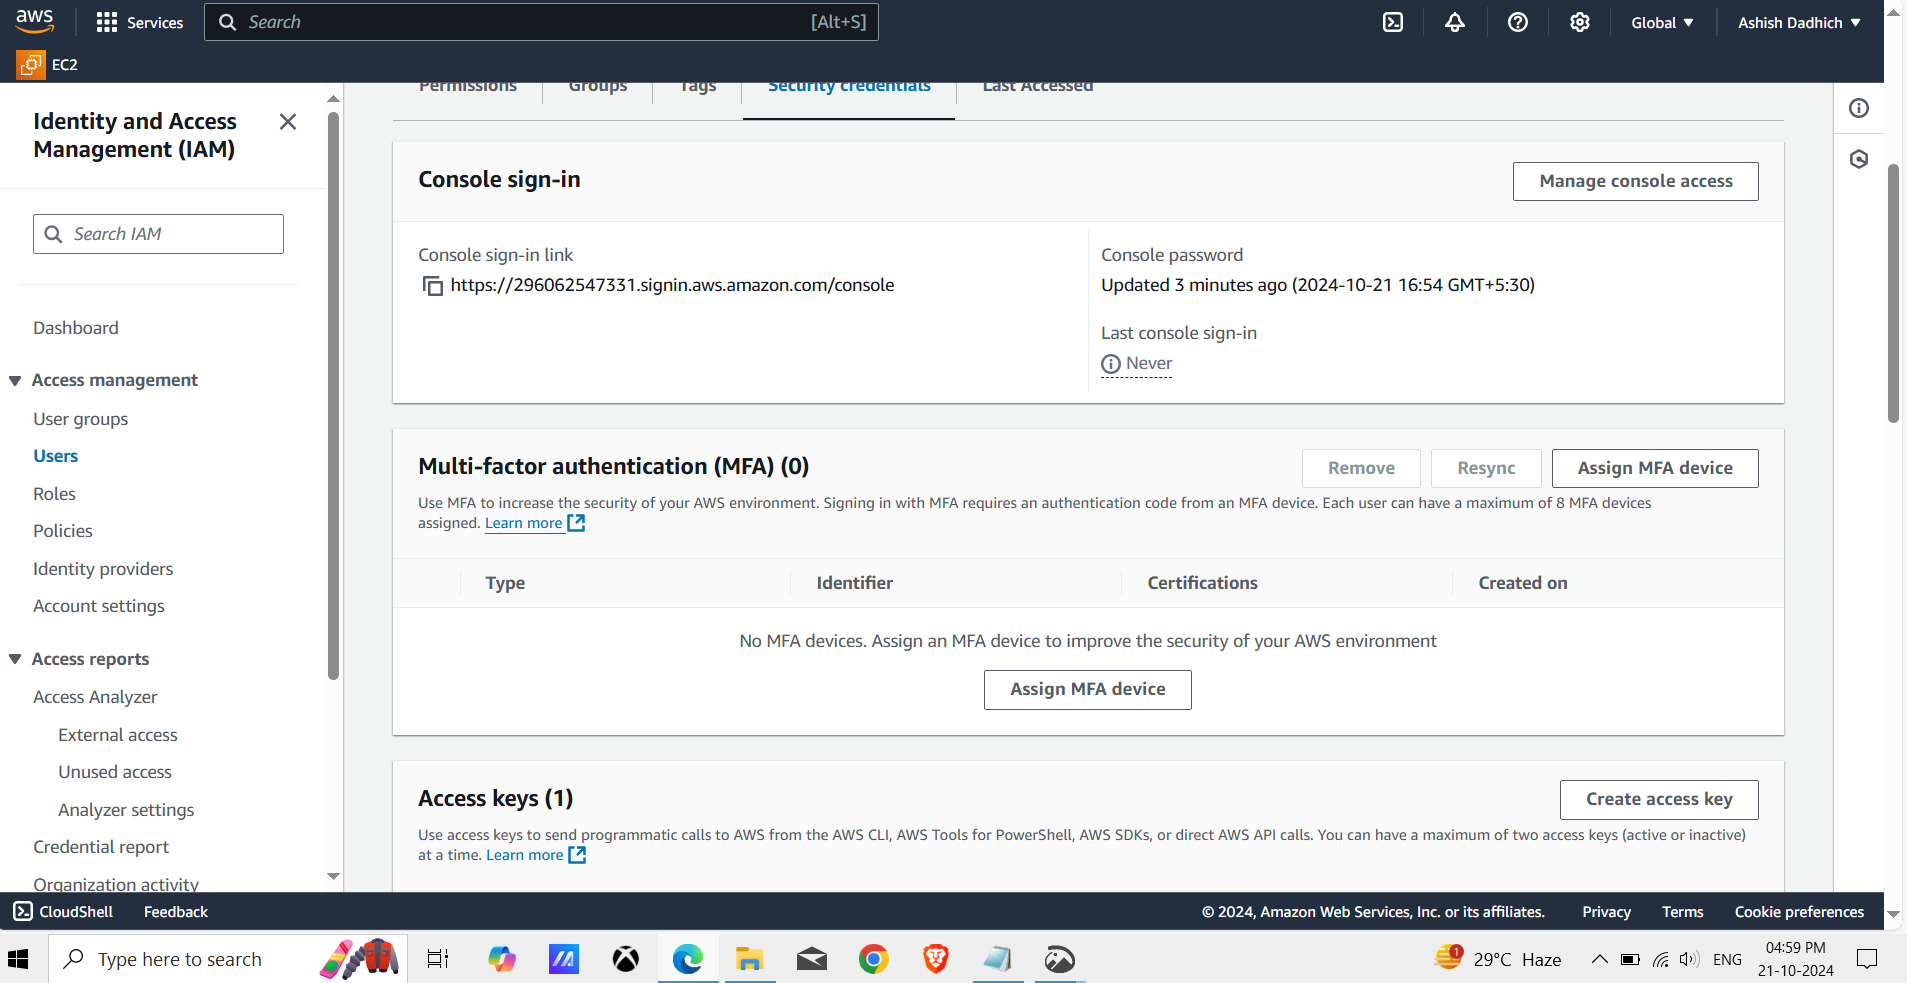 aws
Services
Search
[Alt+S]
Global
Ashish Dadhich
EC2
Identity and Access
Management (IAM)
Search IAM
Dashboard
Access management
User groups
Users
Roles
Policies
Identity providers
Account settings
Access reports
Access Analyzer
External access
Unused access
Analyzer settings
Credential report
Organization activity
Permissions
Groups
Tags
Security credentials
Last Accessed
Console sign-in
Manage console access
Console sign-in link
https://296062547331.signin.aws.amazon.com/console
Console password
Updated 3 minutes ago (2024-10-21 16:54 GMT+5:30)
Last console sign-in
Never
Multi-factor authentication (MFA) (0)
Remove
Resync
Assign MFA device
Use MFA to increase the security of your AWS environment. Signing in with MFA requires an authentication code from an MFA device. Each user can have a maximum of 8 MFA devices
assigned. Learn more
Type
Identifier
Certifications
Created on
No MFA devices. Assign an MFA device to improve the security of your AWS environment
Assign MFA device
Access keys (1)
Create access key
Use access keys to send programmatic calls to AWS from the AWS CLI, AWS Tools for PowerShell, AWS SDKs, or direct AWS API calls. You can have a maximum of two access keys (active or inactive)
at a time. Learn more
CloudShell
Feedback
© 2024, Amazon Web Services, Inc. or its affiliates.
Privacy
Terms
Cookie preferences
Type here to search
1
29°C Haze
ENG
04:59 PM
21-10-2024